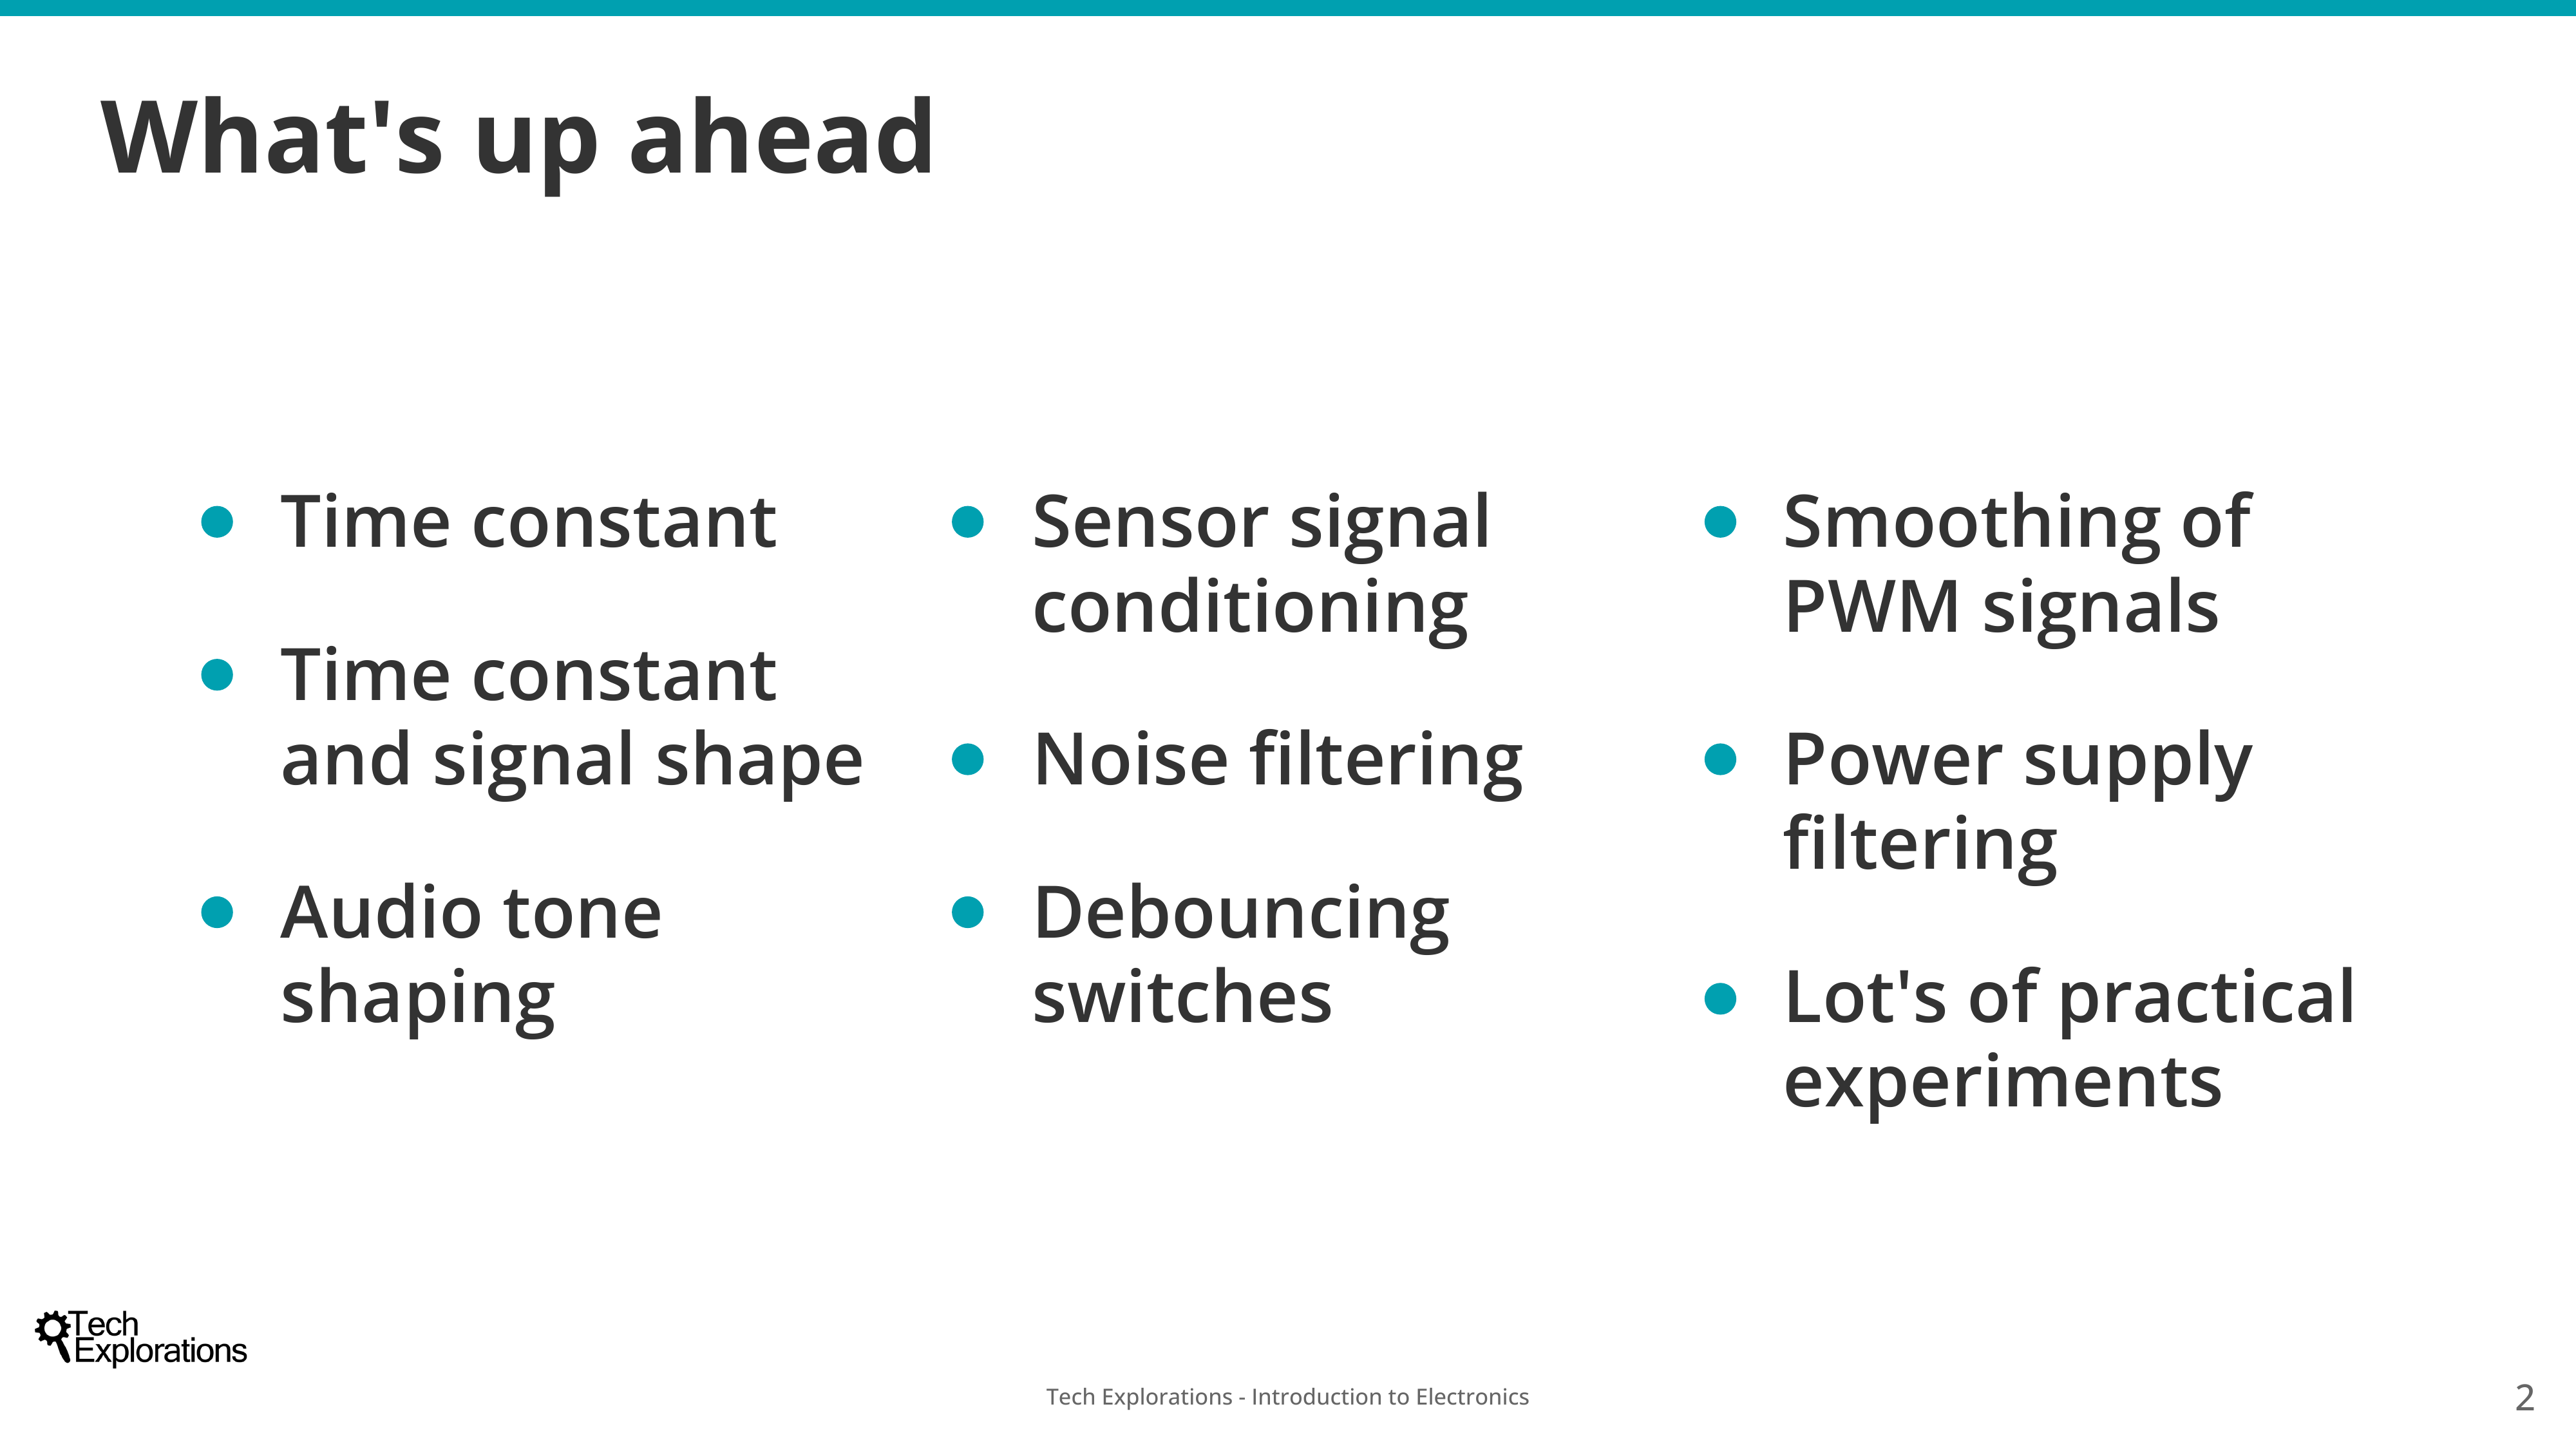 What's up ahead
Time constant
Time constant
and signal shape
Audio tone
shaping
Sensor signal
conditioning
Noise filtering
Debouncing
switches
Smoothing of
PWM signals
Power supply
filtering
Lot's of practical
experiments
Tech
Explorations
Tech Explorations - Introduction to Electronics
2